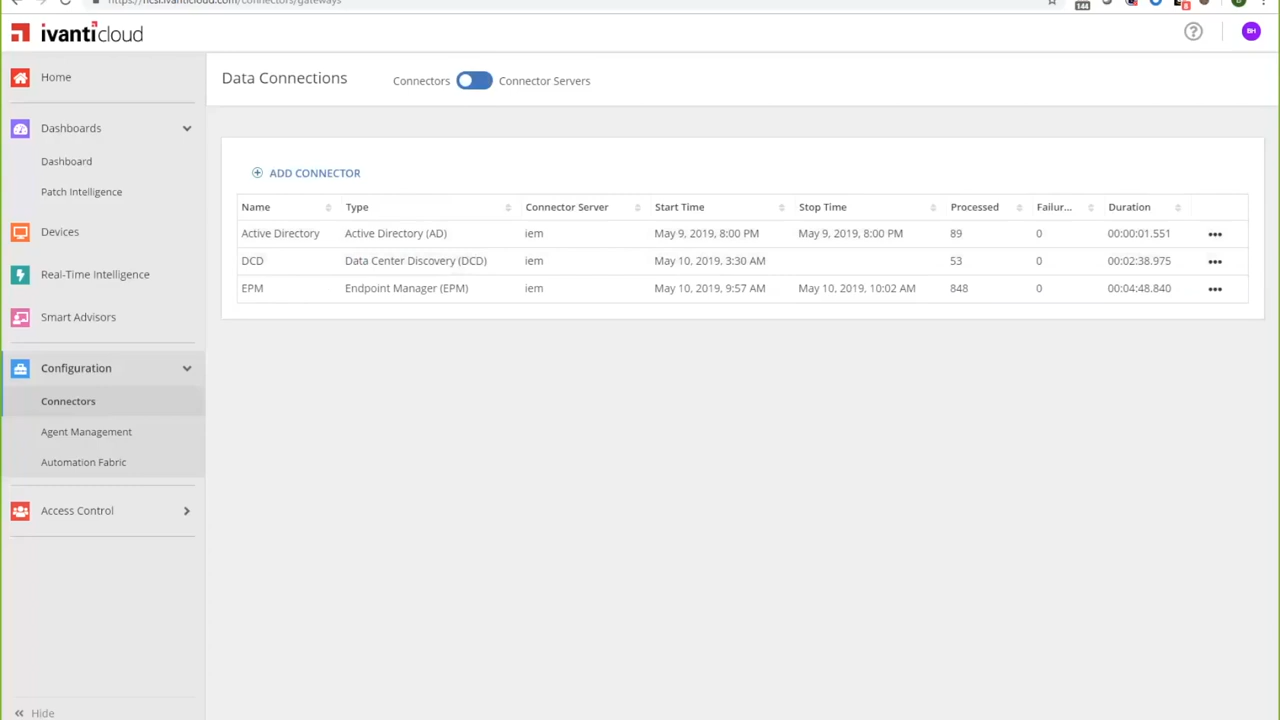 https://ncsi.ivanticloud.com/connectors/gateways
144
6
ivanticloud
BH
Home
Dashboards
Dashboard
Patch Intelligence
Devices
Real-Time Intelligence
Smart Advisors
Configuration
Connectors
Agent Management
Automation Fabric
Access Control
Hide
Data Connections Connectors Connector Servers
ADD CONNECTOR
Name Type Connector Server Start Time Stop Time Processed Failur... Duration
Active Directory Active Directory (AD) iem May 9, 2019, 8:00 PM May 9, 2019, 8:00 PM 89 0 00:00:01.551
DCD Data Center Discovery (DCD) iem May 10, 2019, 3:30 AM 53 0 00:02:38.975
EPM Endpoint Manager (EPM) iem May 10, 2019, 9:57 AM May 10, 2019, 10:02 AM 848 0 00:04:48.840